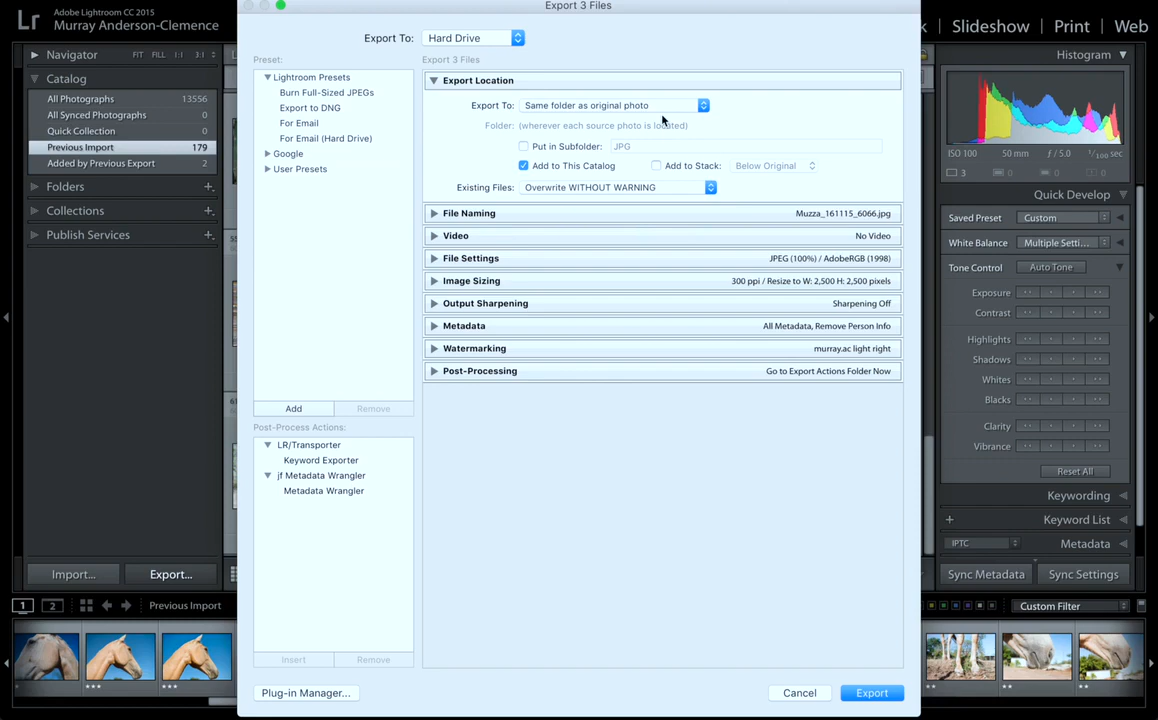 Adobe Lightroom CC 2015
Lr
Murray Anderson-Clemence
Slideshow | Print | Web
Navigator FIT FILL 1:1 3:1
Catalog
All Photographs 13556
All Synced Photographs 0
Quick Collection 0
Previous Import 179
Added by Previous Export 2
Folders
Collections
Publish Services
Import...
Export...
Export 3 Files
Export To: Hard Drive
Preset:
Lightroom Presets
Burn Full-Sized JPEGs
Export to DNG
For Email
For Email (Hard Drive)
Google
User Presets
Add
Remove
Post-Process Actions:
LR/Transporter
Keyword Exporter
jf Metadata Wrangler
Metadata Wrangler
Insert
Remove
Plug-in Manager...
Export 3 Files
Export Location
Export To: Same folder as original photo
Folder: (wherever each source photo is located)
Put in Subfolder: JPG
Add to This Catalog Add to Stack: Below Original
Existing Files: Overwrite WITHOUT WARNING
File Naming Muzza_161115_6066.jpg
Video No Video
File Settings JPEG (100%) / AdobeRGB (1998)
Image Sizing 300 ppi / Resize to W: 2,500 H: 2,500 pixels
Output Sharpening Sharpening Off
Metadata All Metadata, Remove Person Info
Watermarking murray.ac light right
Post-Processing Go to Export Actions Folder Now
Cancel
Export
Histogram
ISO 100 50 mm ƒ / 5.0 1/100 sec
3 0 0 0
Quick Develop
Saved Preset Custom
White Balance Multiple Setti...
Tone Control Auto Tone
Exposure
Contrast
Highlights
Shadows
Whites
Blacks
Clarity
Vibrance
Reset All
Keywording
Keyword List
IPTC Metadata
Sync Metadata
Sync Settings
1 2 Previous Import
Custom Filter